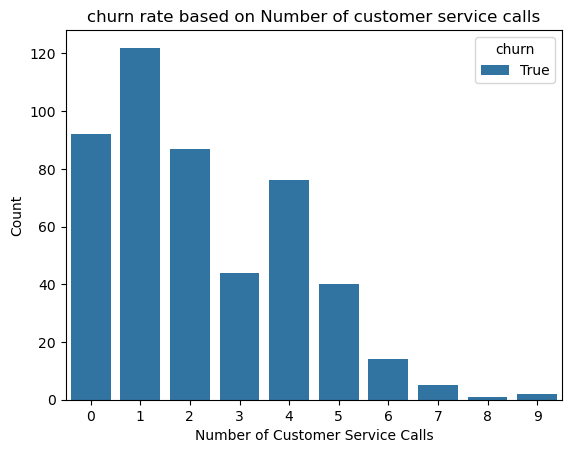 churn rate based on Number of customer service calls
churn
True
120
100
80
60
40
20
0
Count
0 1 2 3 4 5 6 7 8 9
Number of Customer Service Calls